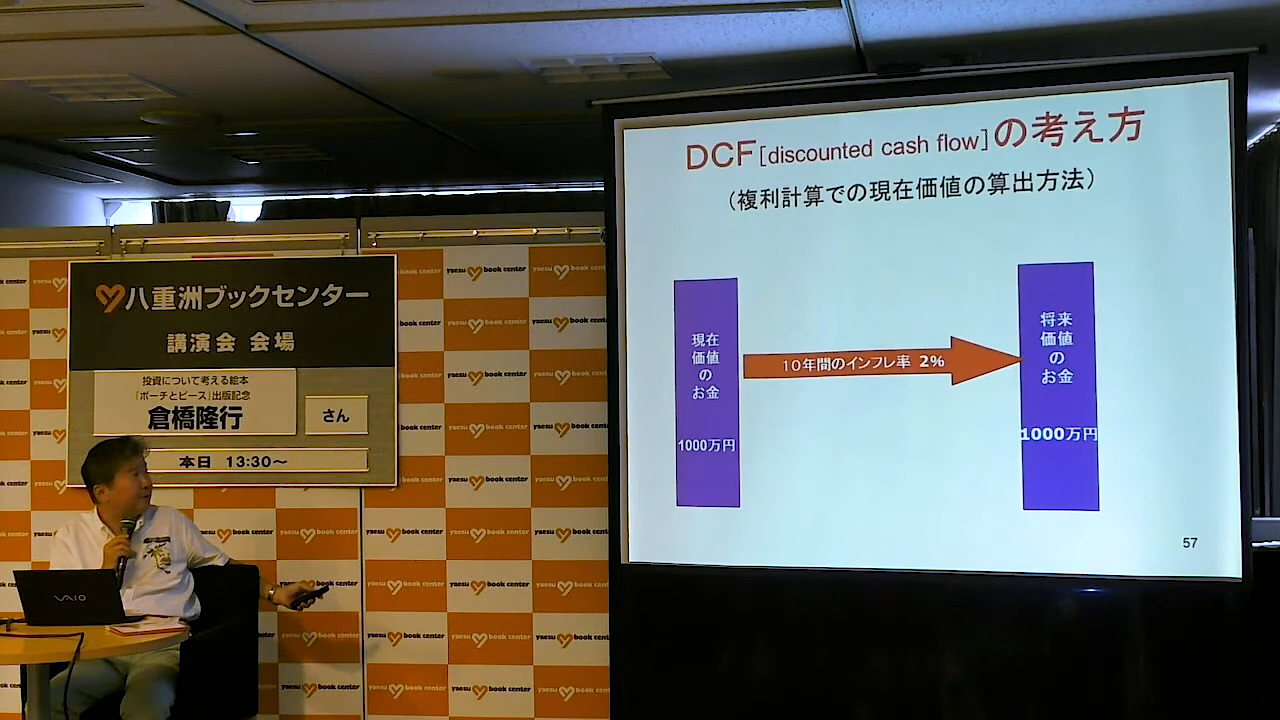 八重洲ブックセンター
講演会 会場
投資について考える絵本
「ポーチとピース」出版記念
倉橋隆行
さん
本日 13:30～
VAIO
yaesu book center
DCF[discounted cash flow]の考え方
（複利計算での現在価値の算出方法）
現在
価値
の
お金
1000万円
10年間のインフレ率 2%
将来
価値
の
お金
1000万円
57